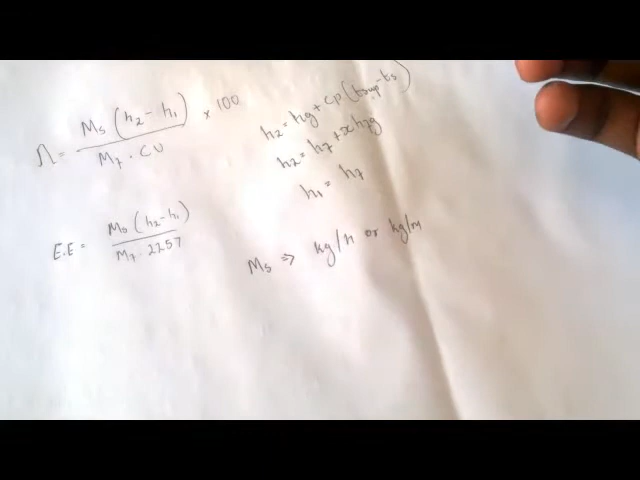 η = Ms (h2 - h1) / M7 · CV × 100
h2 = hg + cp (tsup - ts)
h2 = h7 + x h7g
h1 = h7
E.E = Ms (h2 - h1) / M7 · 2257
Ms ⇒ kg/h or kg/m